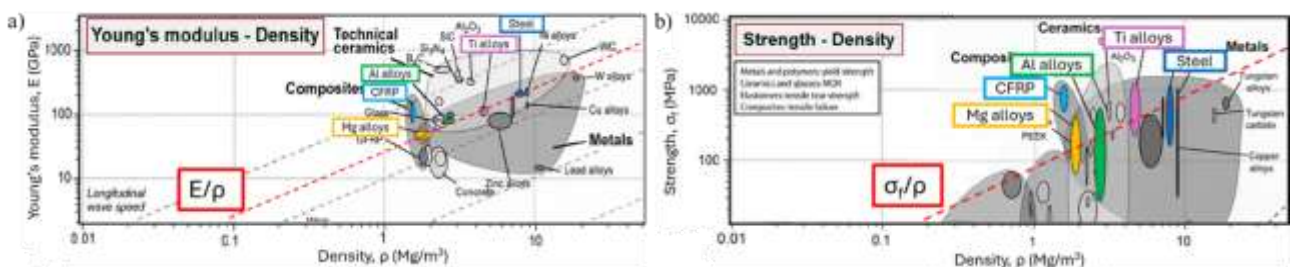 a)
Young's modulus - Density
Young's modulus, E (GPa)
1000
100
10
Technical
ceramics
Al₂O₃
SiC
Si₃N₄
B₄C
Steel
Ni alloys
Ti alloys
WC
Al alloys
Composites
CFRP
Glass
W alloys
Cu alloys
Mg alloys
GFRP
Metals
Lead alloys
Zinc alloys
Concrete
E/ρ
Longitudinal
wave speed
0.01
0.1
1
10
Density, ρ (Mg/m³)
b)
Strength - Density
Strength, σf (MPa)
10000
1000
100
Metals and polymers yield strength
Ceramics and glasses MOR
Elastomers tensile tear strength
Composites tensile failure
Ceramics
Ti alloys
Metals
Al alloys
Al₂O₃
Steel
CFRP
Tungsten
alloys
Tungsten
carbide
Mg alloys
PEEK
Copper
alloys
σf/ρ
0.01
0.1
1
10
Density, ρ (Mg/m³)